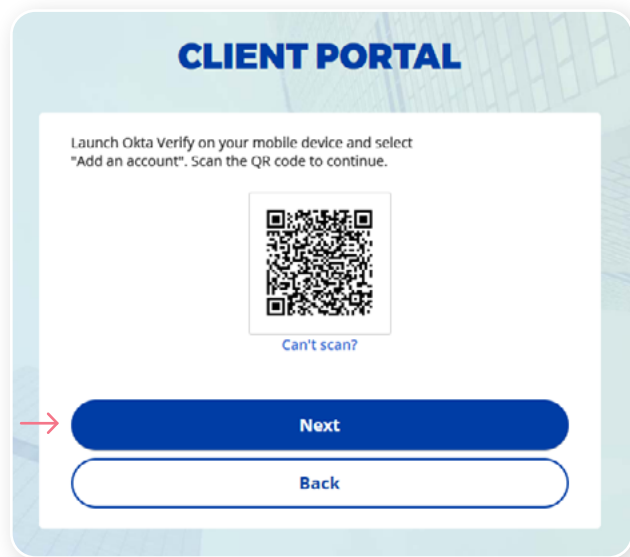 CLIENT PORTAL
Launch Okta Verify on your mobile device and select
"Add an account". Scan the QR code to continue.
Can't scan?
Next
Back